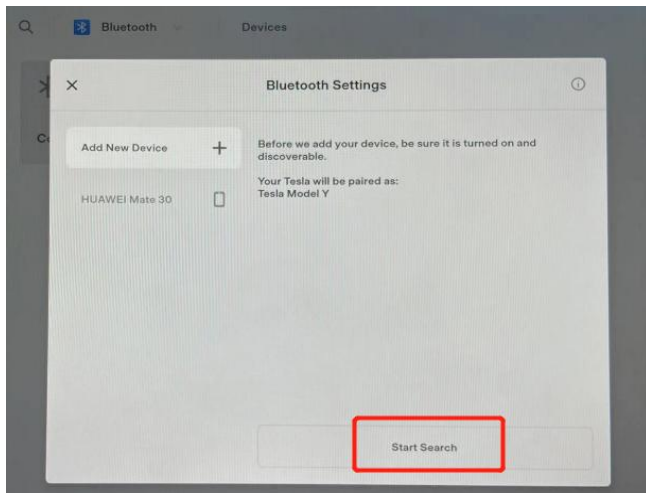 Bluetooth
Devices
Bluetooth Settings
Add New Device
Before we add your device, be sure it is turned on and
discoverable.
Your Tesla will be paired as:
Tesla Model Y
HUAWEI Mate 30
Start Search